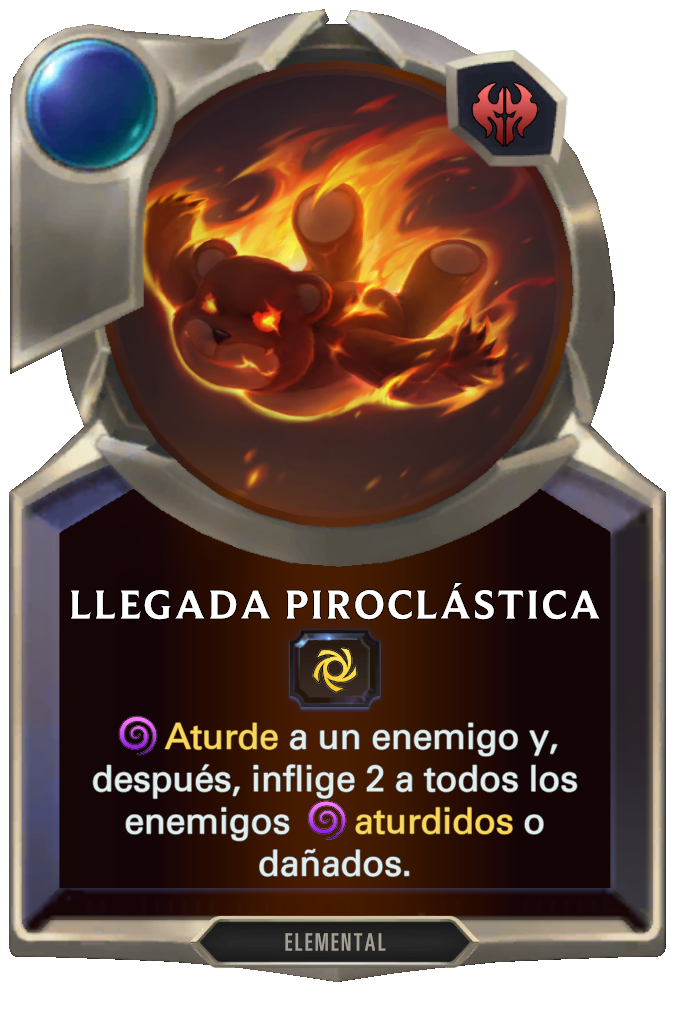 LLEGADA PIROCLÁSTICA
Aturde a un enemigo y,
después, inflige 2 a todos los
enemigos aturdidos o
dañados.
ELEMENTAL